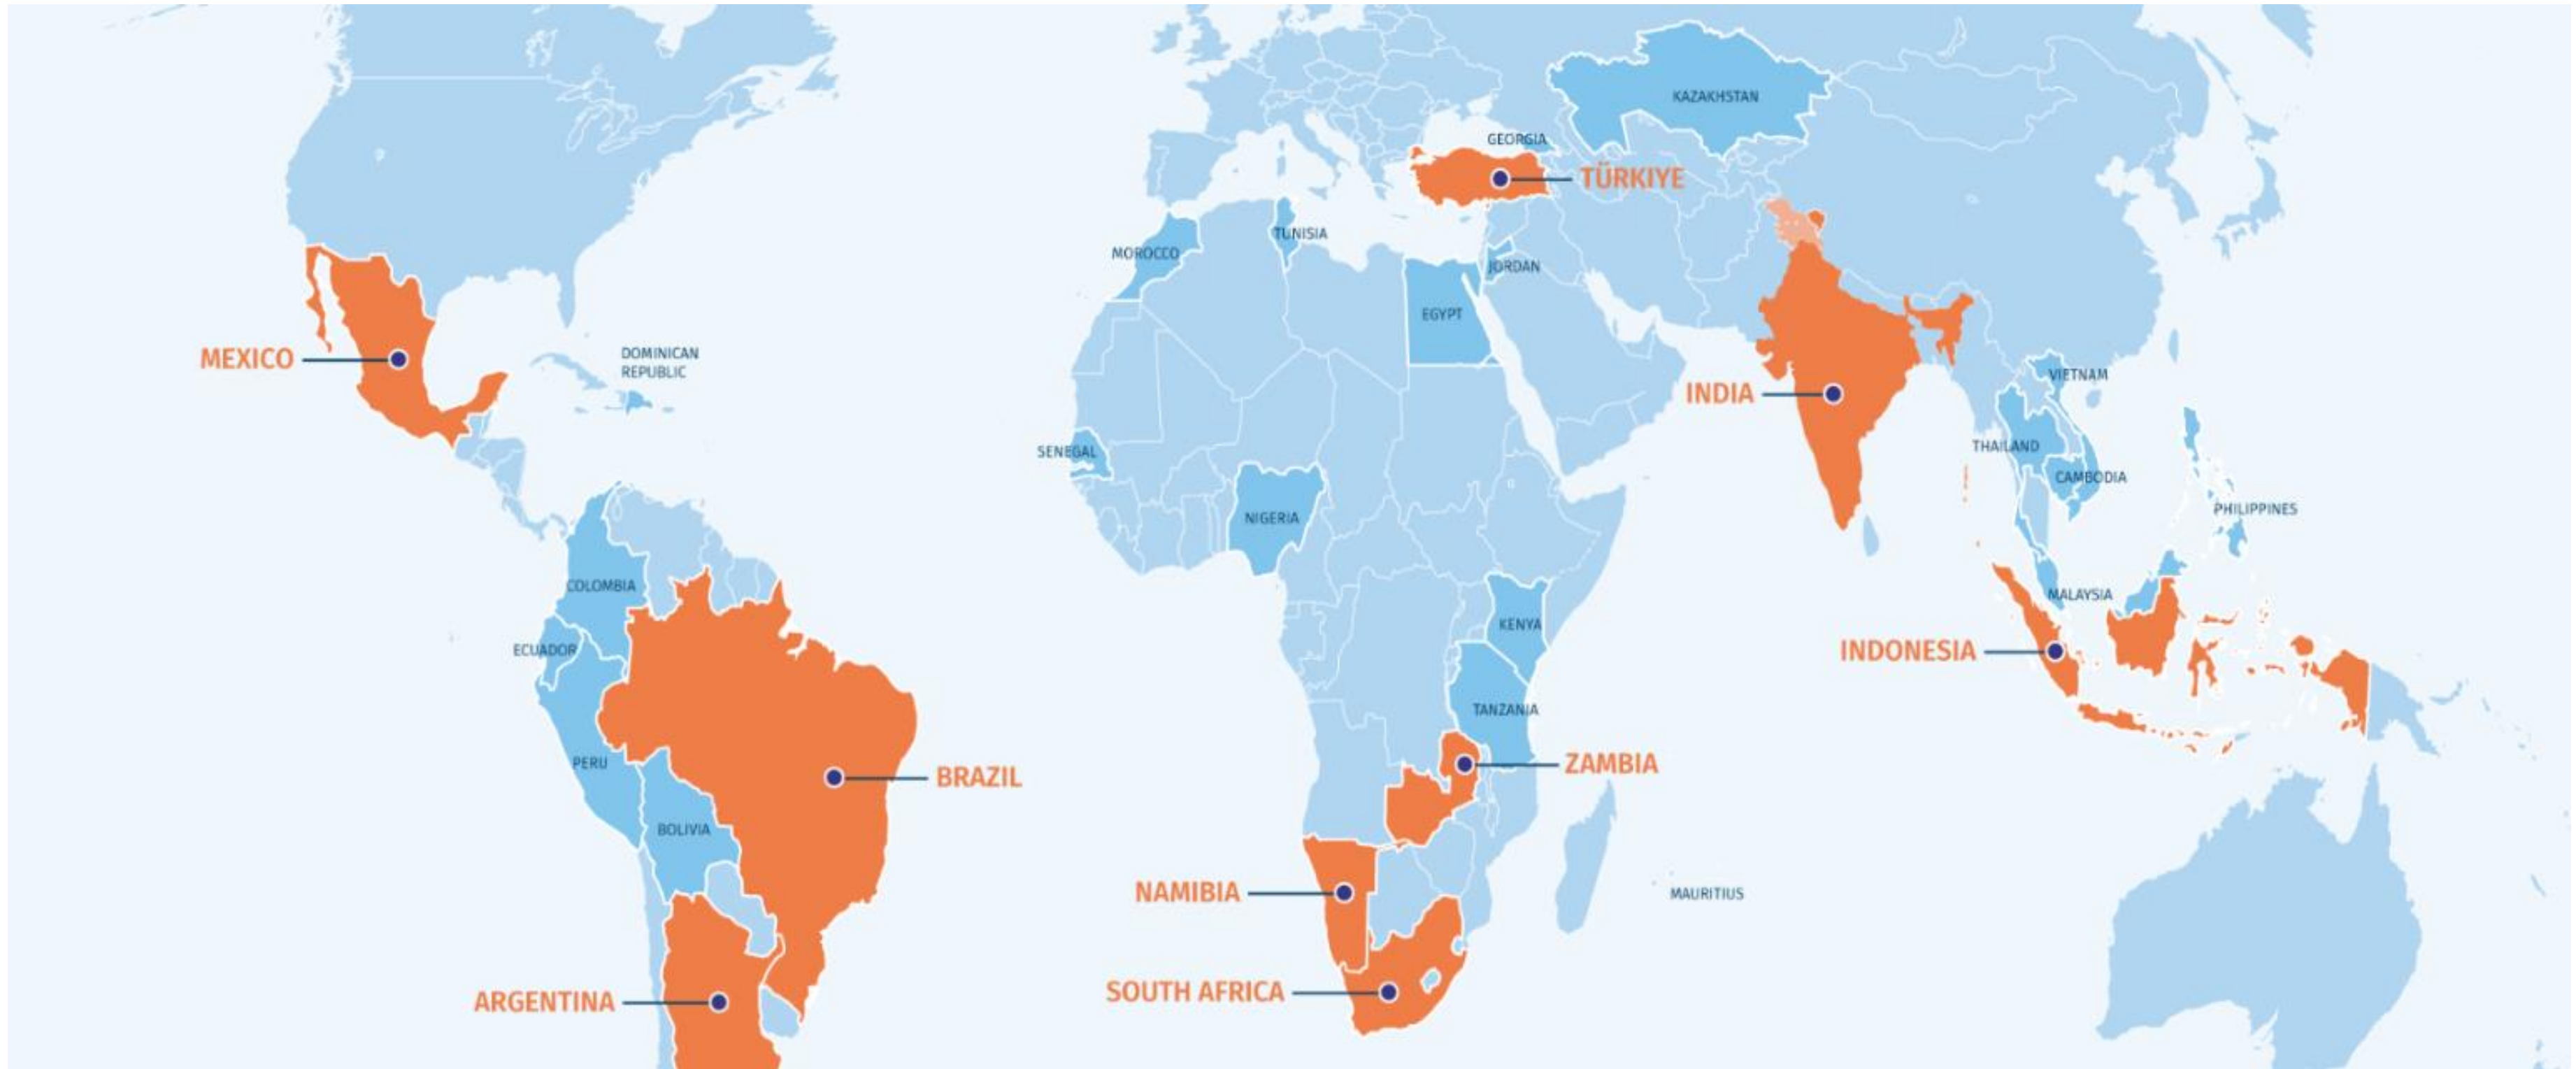 KAZAKHSTAN
GEORGIA
TÜRKIYE
TUNISIA
MOROCCO
JORDAN
EGYPT
MEXICO
DOMINICAN
REPUBLIC
VIETNAM
INDIA
THAILAND
SENEGAL
CAMBODIA
PHILIPPINES
NIGERIA
COLOMBIA
MALAYSIA
KENYA
ECUADOR
INDONESIA
TANZANIA
PERU
ZAMBIA
BRAZIL
BOLIVIA
NAMIBIA
MAURITIUS
SOUTH AFRICA
ARGENTINA